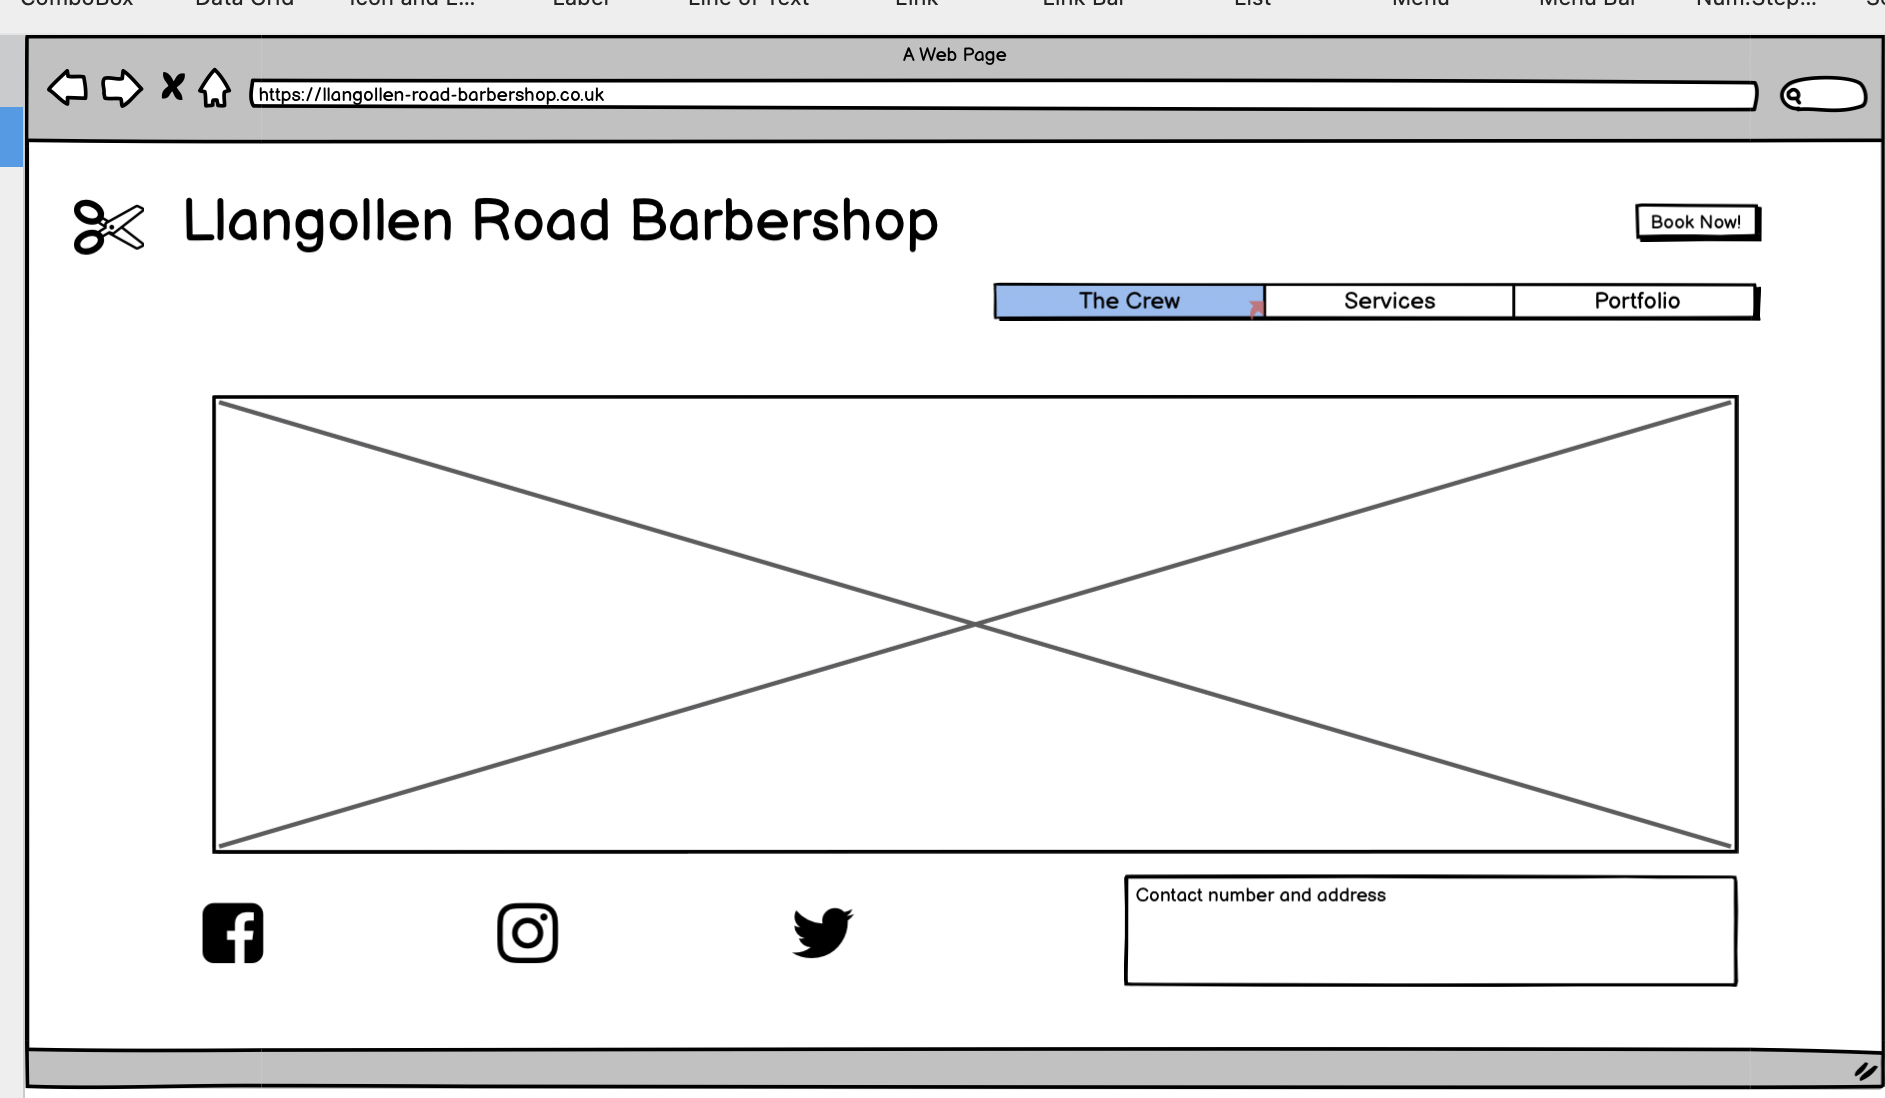 ComboBox Data Grid Icon and L... Label Line of Text Link Link Bar List Menu Menu Bar Num.Step...
A Web Page
https://llangollen-road-barbershop.co.uk
Llangollen Road Barbershop
Book Now!
The Crew Services Portfolio
Contact number and address